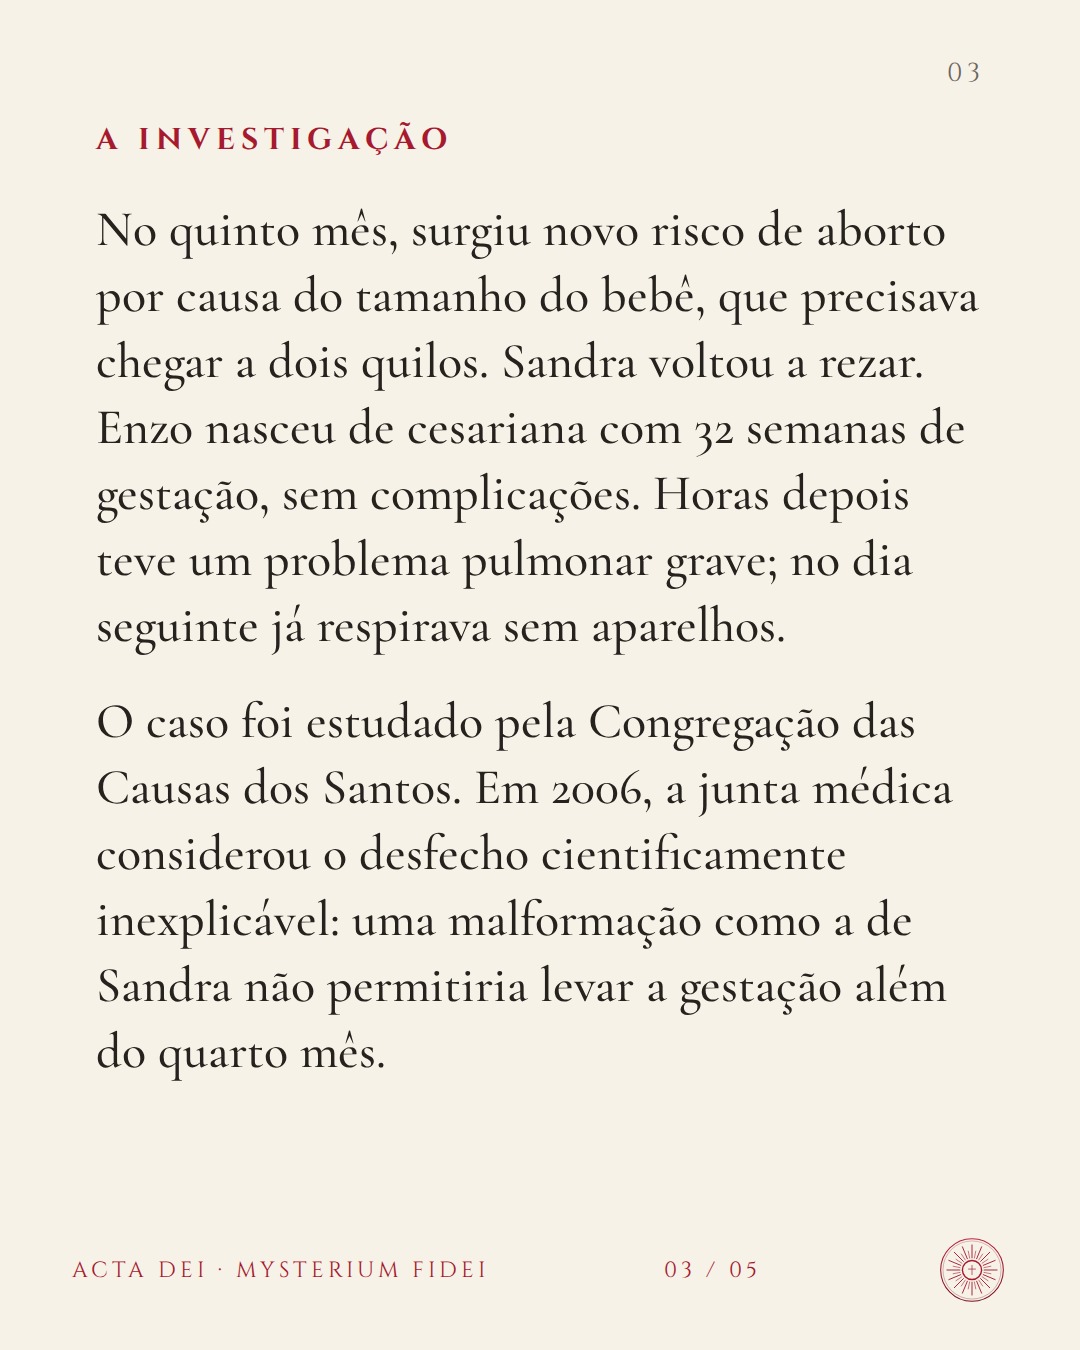 03
A INVESTIGAÇÃO
No quinto mês, surgiu novo risco de aborto
por causa do tamanho do bebê, que precisava
chegar a dois quilos. Sandra voltou a rezar.
Enzo nasceu de cesariana com 32 semanas de
gestação, sem complicações. Horas depois
teve um problema pulmonar grave; no dia
seguinte já respirava sem aparelhos.
O caso foi estudado pela Congregação das
Causas dos Santos. Em 2006, a junta médica
considerou o desfecho cientificamente
inexplicável: uma malformação como a de
Sandra não permitiria levar a gestação além
do quarto mês.
ACTA DEI · MYSTERIUM FIDEI
03 / 05